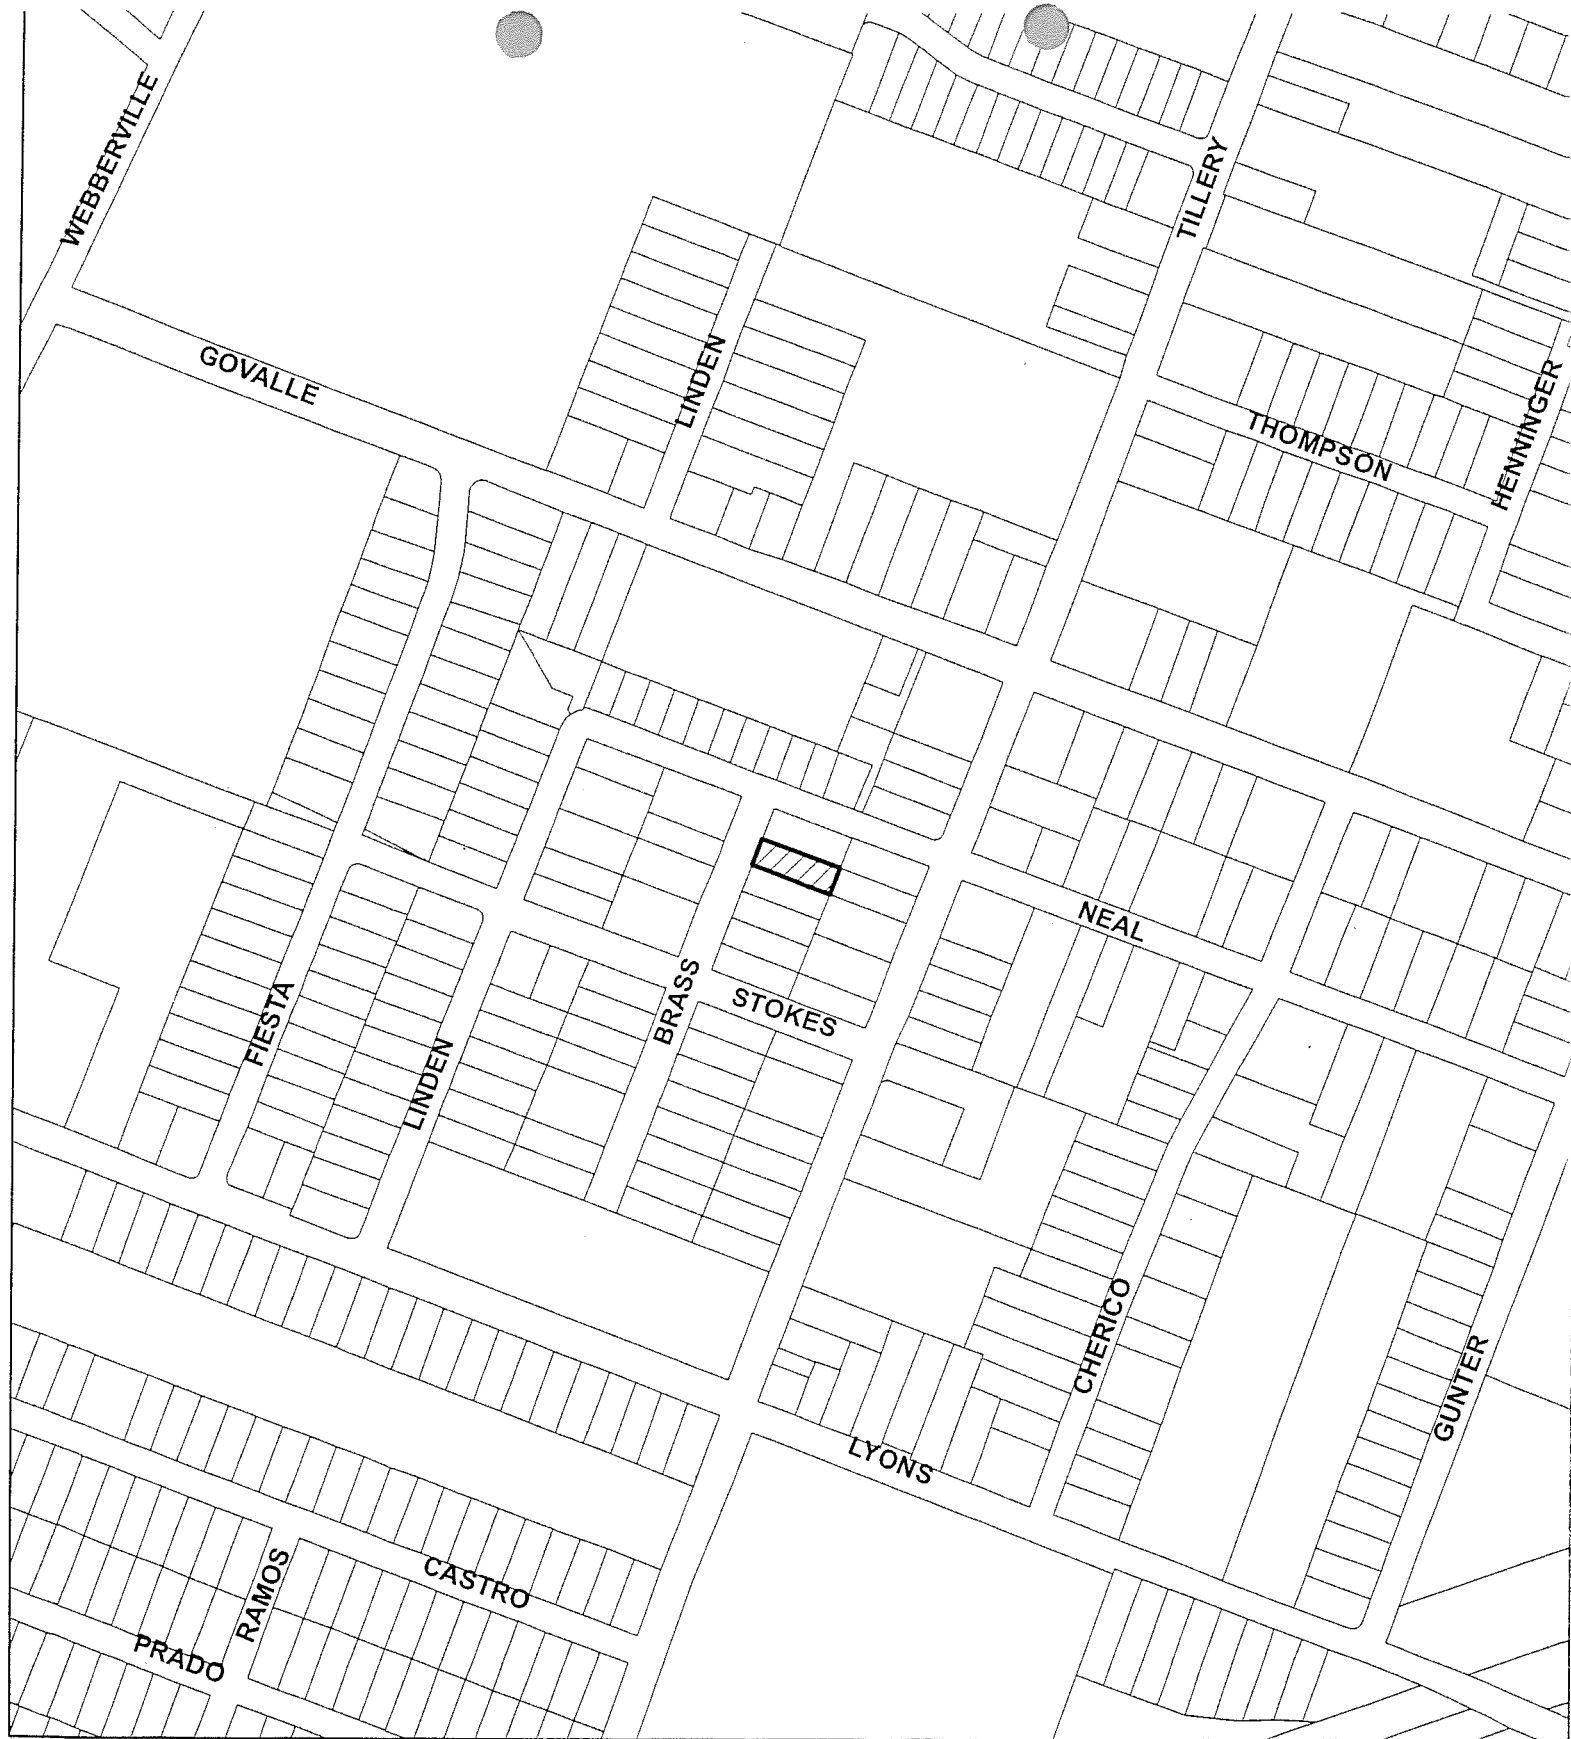 WEBBERVILLE
TILLERY
GOVALLE
LINDEN
THOMPSON
HENNINGER
NEAL
BRASS
STOKES
FIESTA
LINDEN
CHERICO
GUNTER
LYONS
CASTRO
RAMOS
PRADO